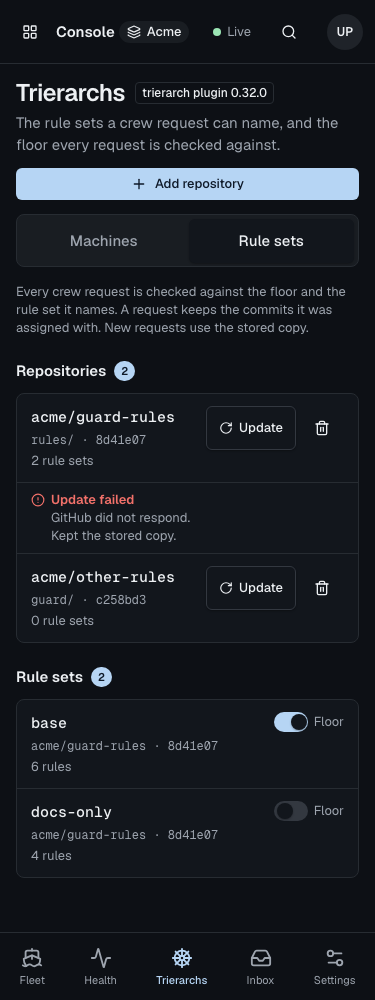 Console Acme Live UP
Trierarchs trierarch plugin 0.32.0
The rule sets a crew request can name, and the
floor every request is checked against.
Add repository
Machines Rule sets
Every crew request is checked against the floor and the
rule set it names. A request keeps the commits it was
assigned with. New requests use the stored copy.
Repositories 2
acme/guard-rules Update
rules/ · 8d41e07
2 rule sets
Update failed
GitHub did not respond.
Kept the stored copy.
acme/other-rules Update
guard/ · c258bd3
0 rule sets
Rule sets 2
base Floor
acme/guard-rules · 8d41e07
6 rules
docs-only Floor
acme/guard-rules · 8d41e07
4 rules
Fleet Health Trierarchs Inbox Settings